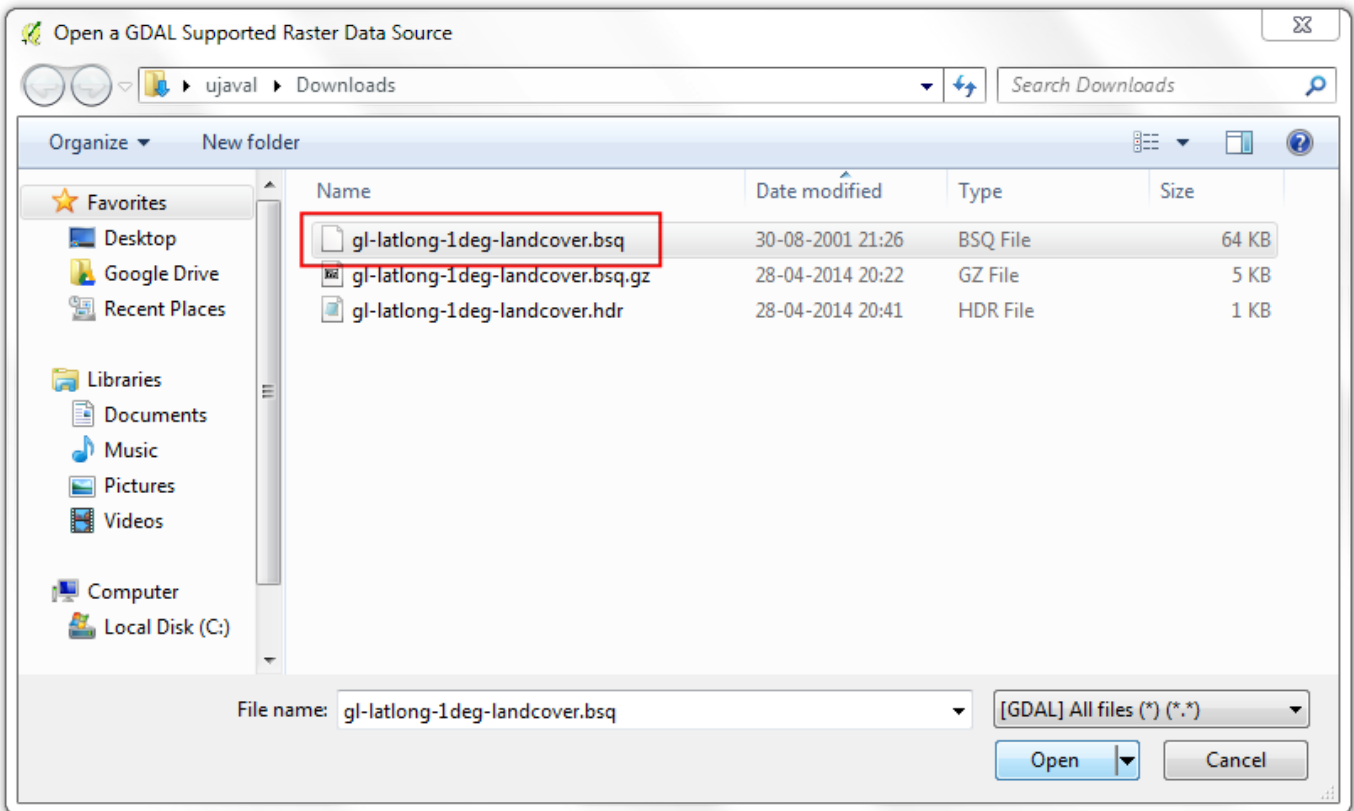 Open a GDAL Supported Raster Data Source
ujaval Downloads Search Downloads
Organize New folder
Favorites
Desktop
Google Drive
Recent Places
Libraries
Documents
Music
Pictures
Videos
Computer
Local Disk (C:)
Name Date modified Type Size
gl-latlong-1deg-landcover.bsq 30-08-2001 21:26 BSQ File 64 KB
gl-latlong-1deg-landcover.bsq.gz 28-04-2014 20:22 GZ File 5 KB
gl-latlong-1deg-landcover.hdr 28-04-2014 20:41 HDR File 1 KB
File name: gl-latlong-1deg-landcover.bsq [GDAL] All files (*) (*.*)
Open Cancel